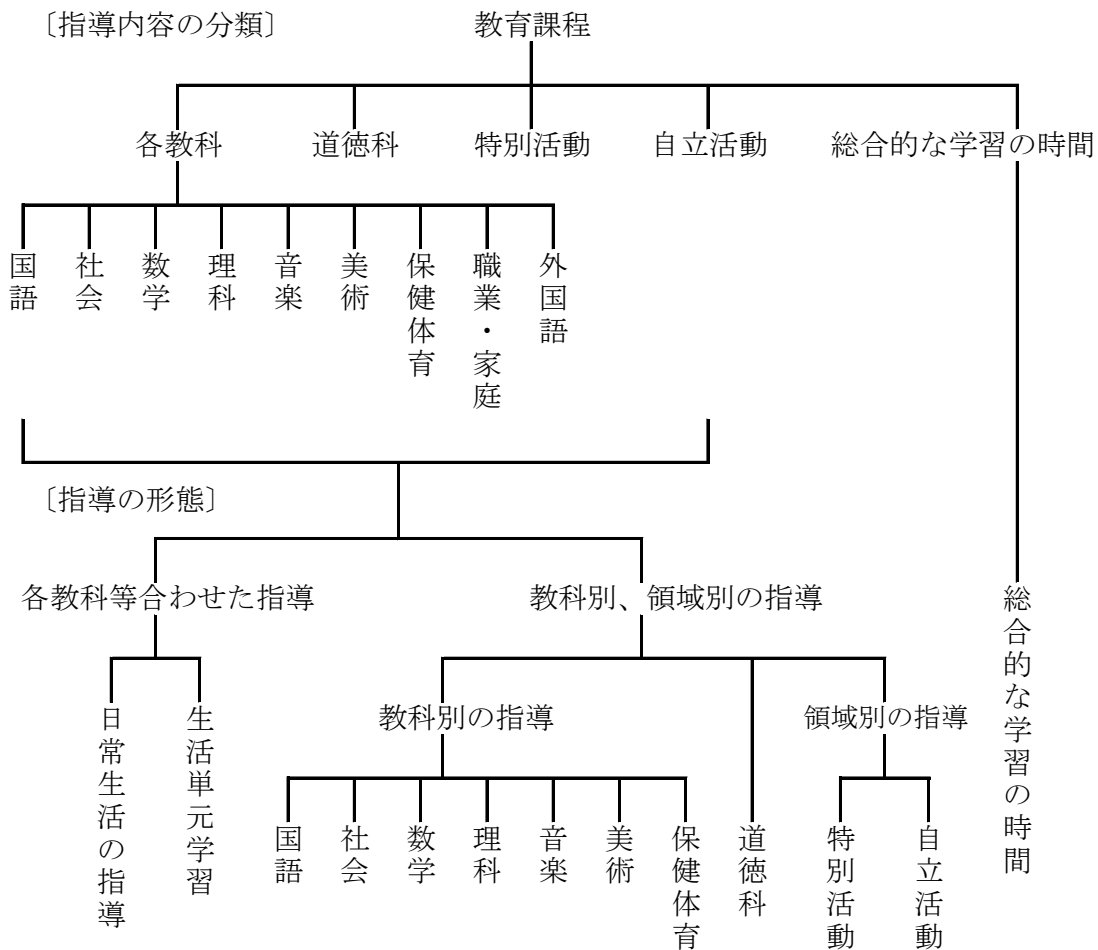 〔指導内容の分類〕
教育課程
各教科
道徳科
特別活動
自立活動
総合的な学習の時間
国語
社会
数学
理科
音楽
美術
保健体育
職業・家庭
外国語
〔指導の形態〕
各教科等合わせた指導
教科別、領域別の指導
総合的な学習の時間
日常生活の指導
生活単元学習
教科別の指導
領域別の指導
国語
社会
数学
理科
音楽
美術
保健体育
道徳科
特別活動
自立活動